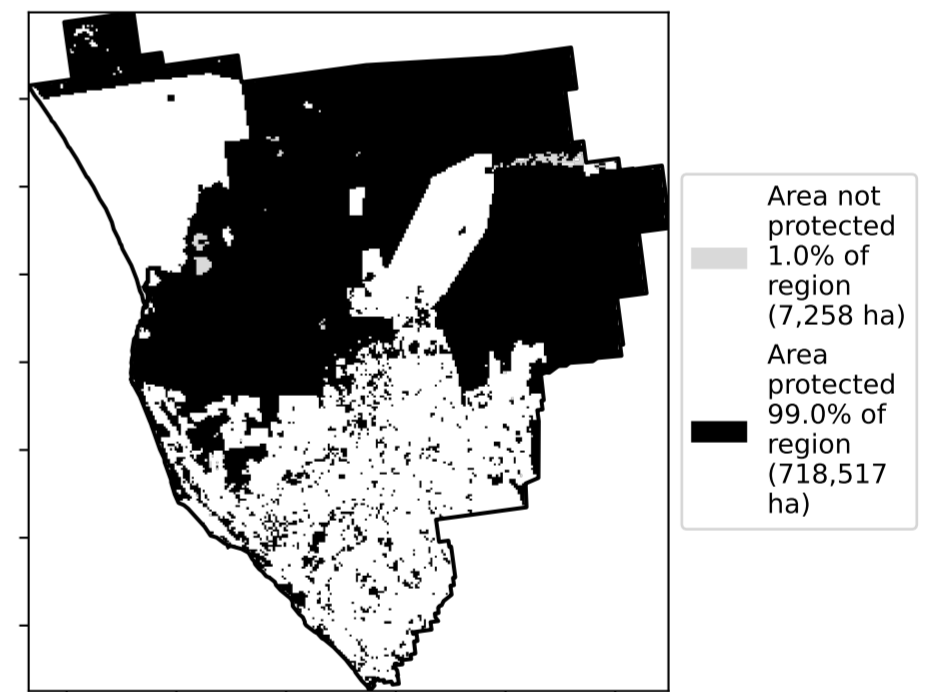 Area not
protected
1.0% of
region
(7,258 ha)
Area
protected
99.0% of
region
(718,517
ha)